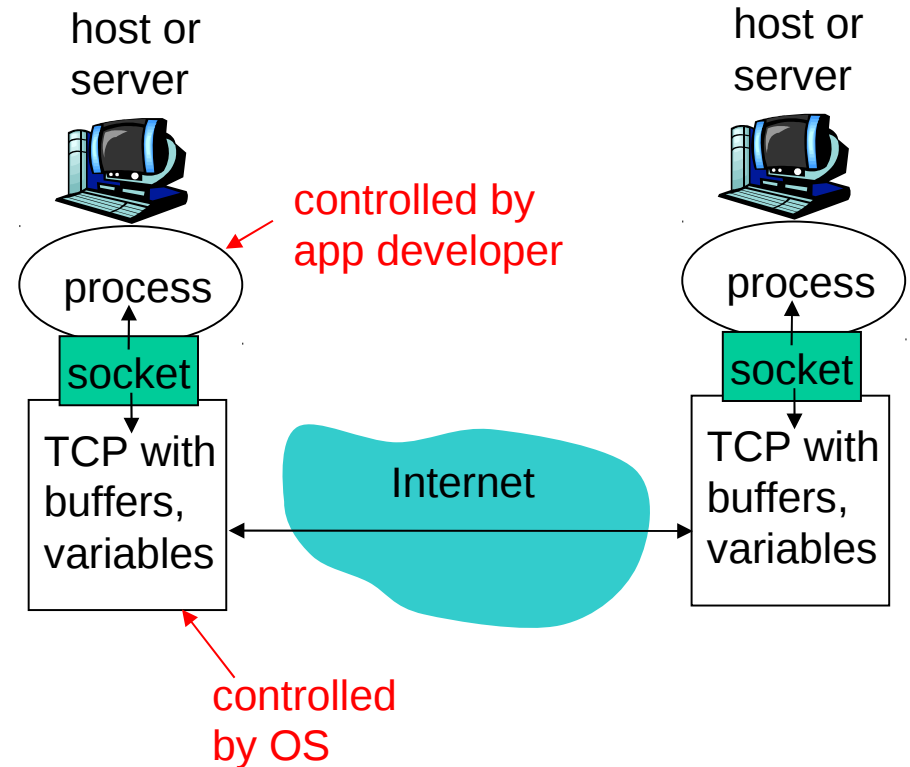 host or
server
host or
server
controlled by
app developer
process
process
socket
socket
TCP with
buffers,
variables
Internet
TCP with
buffers,
variables
controlled
by OS